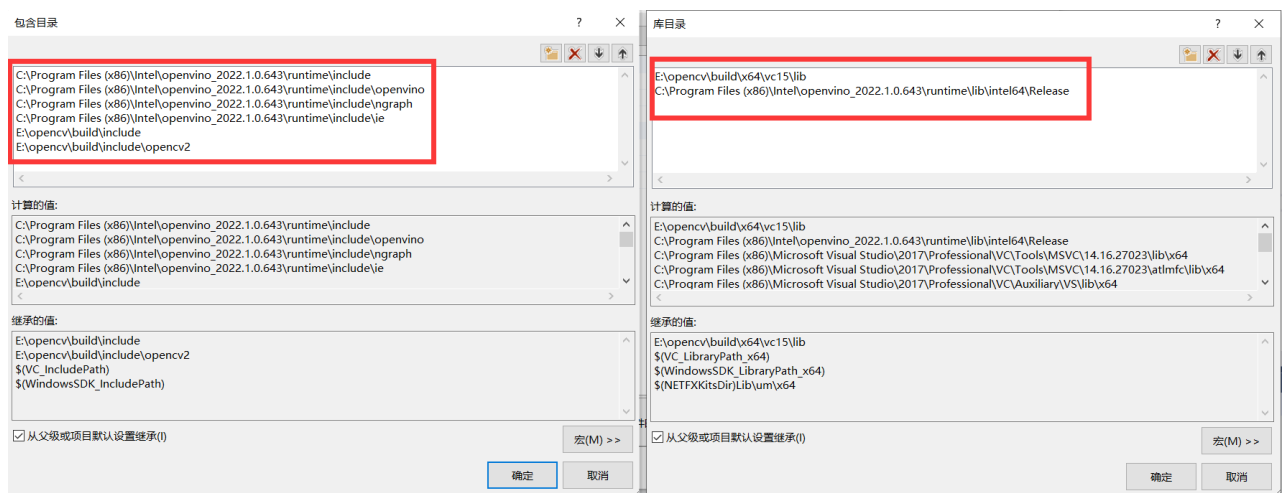 包含目录
? ×
C:\Program Files (x86)\Intel\openvino_2022.1.0.643\runtime\include
C:\Program Files (x86)\Intel\openvino_2022.1.0.643\runtime\include\openvino
C:\Program Files (x86)\Intel\openvino_2022.1.0.643\runtime\include\ngraph
C:\Program Files (x86)\Intel\openvino_2022.1.0.643\runtime\include\ie
E:\opencv\build\include
E:\opencv\build\include\opencv2
计算的值:
C:\Program Files (x86)\Intel\openvino_2022.1.0.643\runtime\include
C:\Program Files (x86)\Intel\openvino_2022.1.0.643\runtime\include\openvino
C:\Program Files (x86)\Intel\openvino_2022.1.0.643\runtime\include\ngraph
C:\Program Files (x86)\Intel\openvino_2022.1.0.643\runtime\include\ie
E:\opencv\build\include
继承的值:
E:\opencv\build\include
E:\opencv\build\include\opencv2
$(VC_IncludePath)
$(WindowsSDK_IncludePath)
从父级或项目默认设置继承(I)
宏(M) >>
确定
取消
库目录
? ×
E:\opencv\build\x64\vc15\lib
C:\Program Files (x86)\Intel\openvino_2022.1.0.643\runtime\lib\intel64\Release
计算的值:
E:\opencv\build\x64\vc15\lib
C:\Program Files (x86)\Intel\openvino_2022.1.0.643\runtime\lib\intel64\Release
C:\Program Files (x86)\Microsoft Visual Studio\2017\Professional\VC\Tools\MSVC\14.16.27023\lib\x64
C:\Program Files (x86)\Microsoft Visual Studio\2017\Professional\VC\Tools\MSVC\14.16.27023\atlmfc\lib\x64
C:\Program Files (x86)\Microsoft Visual Studio\2017\Professional\VC\Auxiliary\VS\lib\x64
继承的值:
E:\opencv\build\x64\vc15\lib
$(VC_LibraryPath_x64)
$(WindowsSDK_LibraryPath_x64)
$(NETFXKitsDir)Lib\um\x64
从父级或项目默认设置继承(I)
宏(M) >>
确定
取消